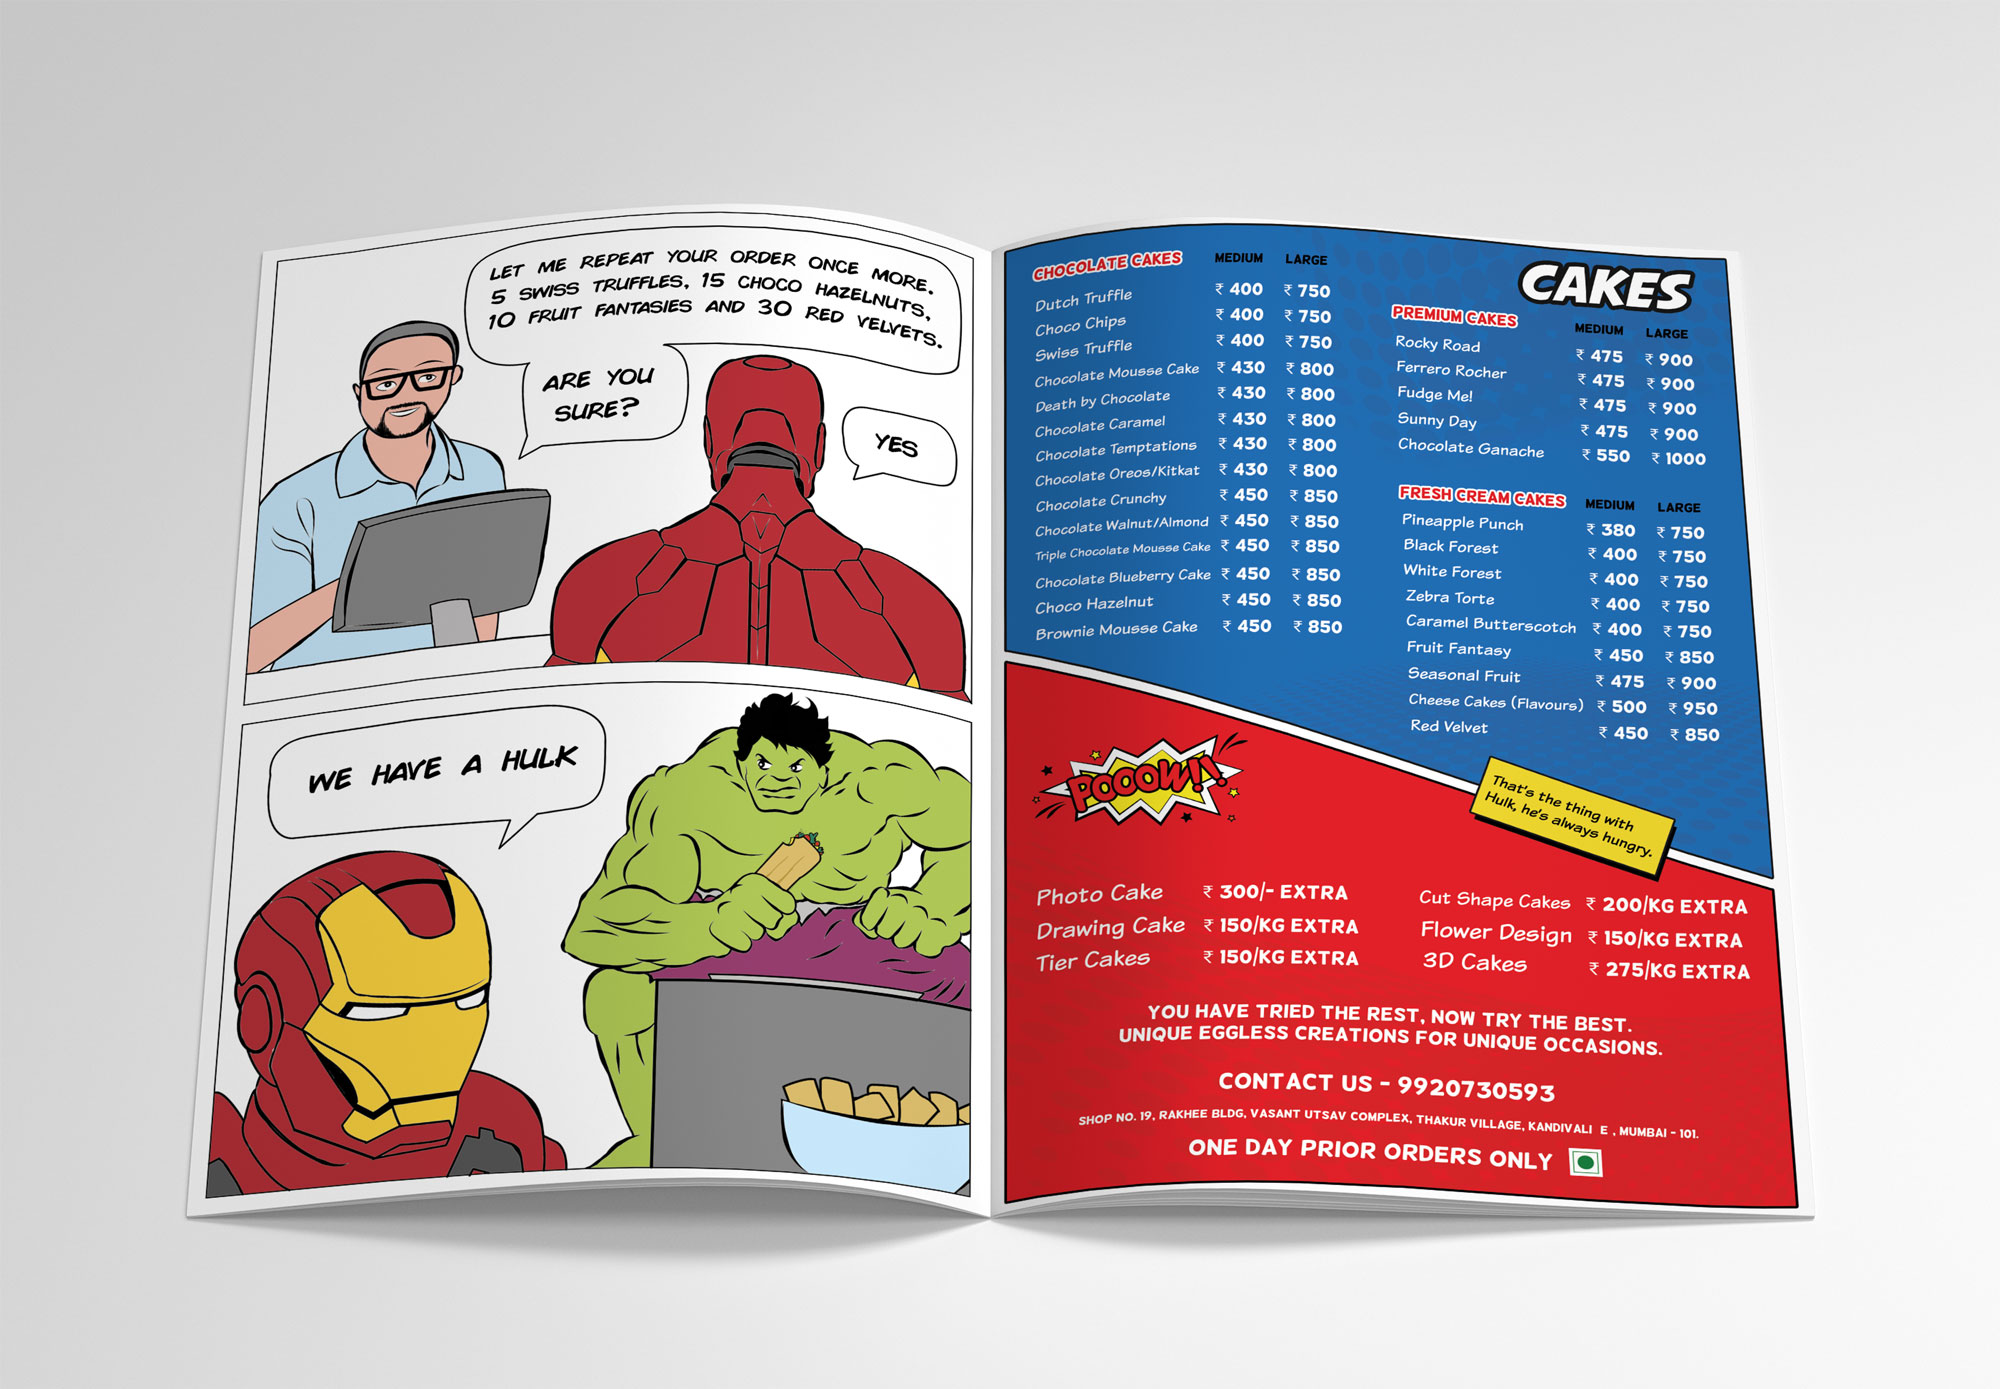 LET ME REPEAT YOUR ORDER ONCE MORE.
5 SWISS TRUFFLES, 15 CHOCO HAZELNUTS,
10 FRUIT FANTASIES AND 30 RED VELVETS.
ARE YOU
SURE?
YES
WE HAVE A HULK
CAKES
CHOCOLATE CAKES MEDIUM LARGE
Dutch Truffle ₹ 400 ₹ 750
Choco Chips ₹ 400 ₹ 750
Swiss Truffle ₹ 400 ₹ 750
Chocolate Mousse Cake ₹ 430 ₹ 800
Death by Chocolate ₹ 430 ₹ 800
Chocolate Caramel ₹ 430 ₹ 800
Chocolate Temptations ₹ 430 ₹ 800
Chocolate Oreos/Kitkat ₹ 430 ₹ 800
Chocolate Crunchy ₹ 450 ₹ 850
Chocolate Walnut/Almond ₹ 450 ₹ 850
Triple Chocolate Mousse Cake ₹ 450 ₹ 850
Chocolate Blueberry Cake ₹ 450 ₹ 850
Choco Hazelnut ₹ 450 ₹ 850
Brownie Mousse Cake ₹ 450 ₹ 850
PREMIUM CAKES MEDIUM LARGE
Rocky Road ₹ 475 ₹ 900
Ferrero Rocher ₹ 475 ₹ 900
Fudge Me! ₹ 475 ₹ 900
Sunny Day ₹ 475 ₹ 900
Chocolate Ganache ₹ 550 ₹ 1000
FRESH CREAM CAKES MEDIUM LARGE
Pineapple Punch ₹ 380 ₹ 750
Black Forest ₹ 400 ₹ 750
White Forest ₹ 400 ₹ 750
Zebra Torte ₹ 400 ₹ 750
Caramel Butterscotch ₹ 400 ₹ 750
Fruit Fantasy ₹ 450 ₹ 850
Seasonal Fruit ₹ 475 ₹ 900
Cheese Cakes (Flavours) ₹ 500 ₹ 950
Red Velvet ₹ 450 ₹ 850
That's the thing with
Hulk, he's always hungry.
POOOW!!
Photo Cake ₹ 300/- EXTRA
Drawing Cake ₹ 150/KG EXTRA
Tier Cakes ₹ 150/KG EXTRA
Cut Shape Cakes ₹ 200/KG EXTRA
Flower Design ₹ 150/KG EXTRA
3D Cakes ₹ 275/KG EXTRA
YOU HAVE TRIED THE REST, NOW TRY THE BEST.
UNIQUE EGGLESS CREATIONS FOR UNIQUE OCCASIONS.
CONTACT US - 9920730593
SHOP NO. 19, RAKHEE BLDG, VASANT UTSAV COMPLEX, THAKUR VILLAGE, KANDIVALI E , MUMBAI - 101.
ONE DAY PRIOR ORDERS ONLY